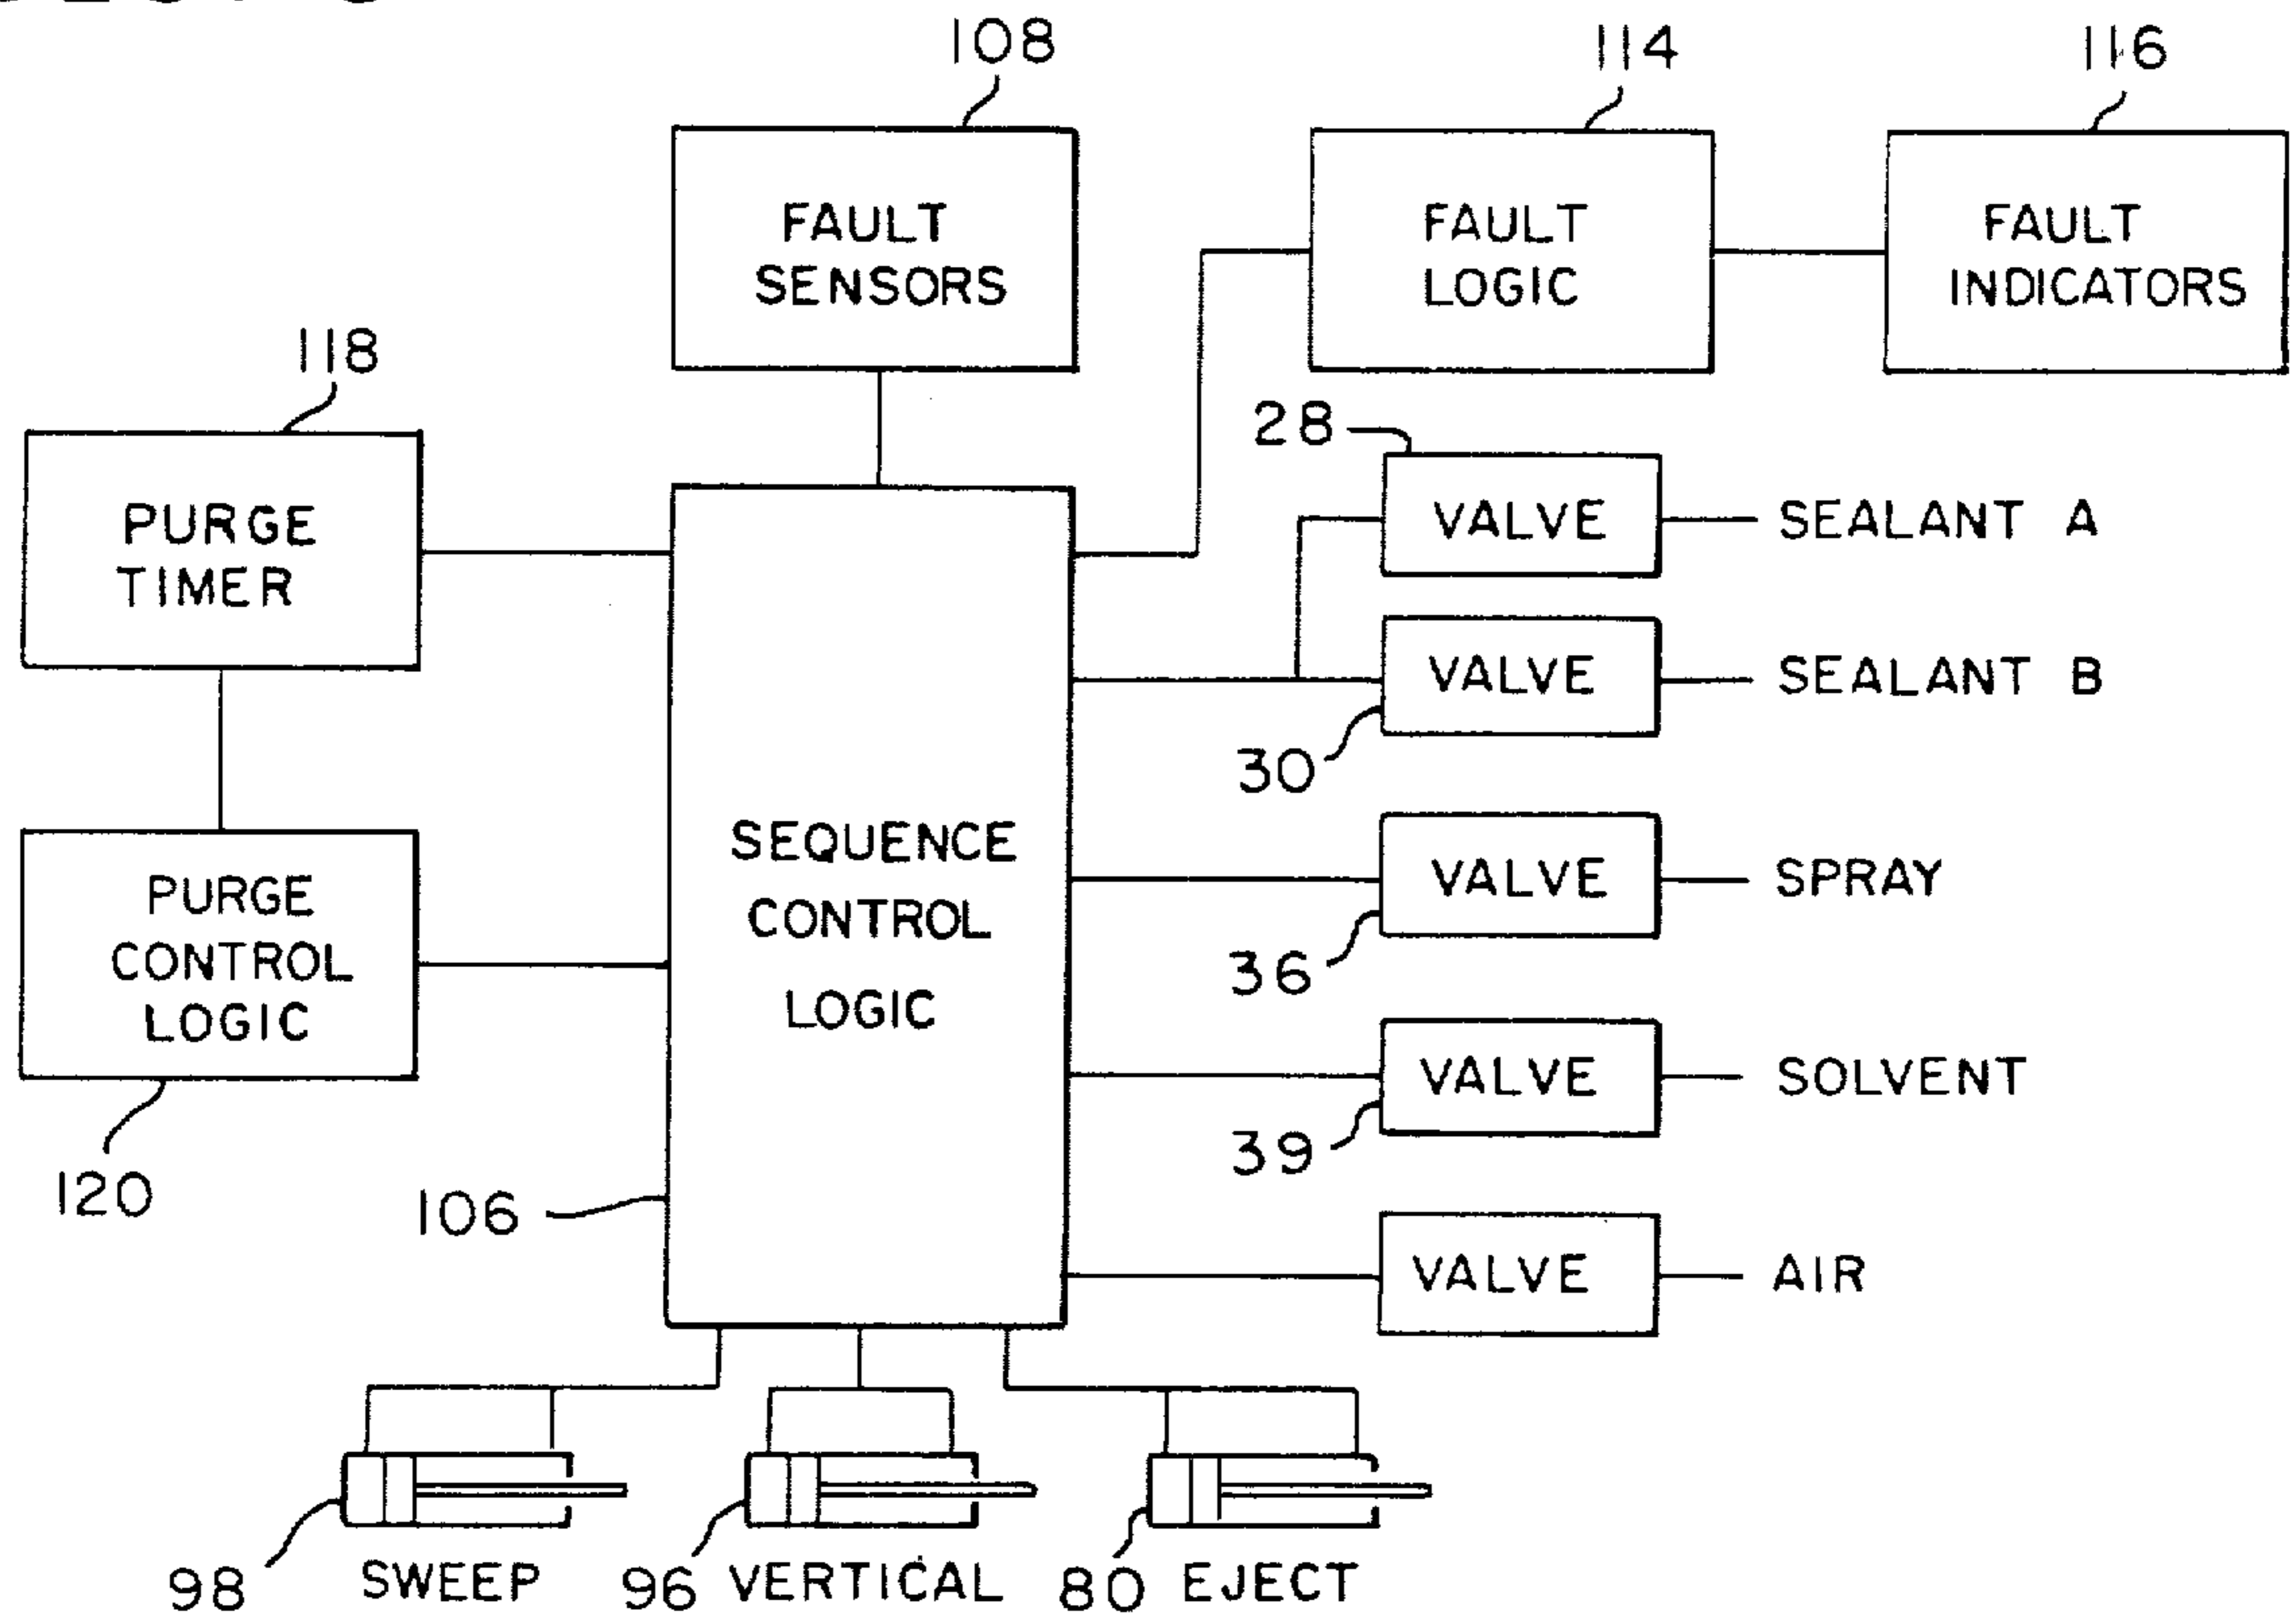 108
114
116
FAULT
SENSORS
FAULT
LOGIC
FAULT
INDICATORS
118
PURGE
TIMER
28
VALVE
SEALANT A
VALVE
SEALANT B
30
PURGE
CONTROL
LOGIC
120
SEQUENCE
CONTROL
LOGIC
106
VALVE
SPRAY
36
VALVE
SOLVENT
39
VALVE
AIR
98
SWEEP
96
VERTICAL
80
EJECT